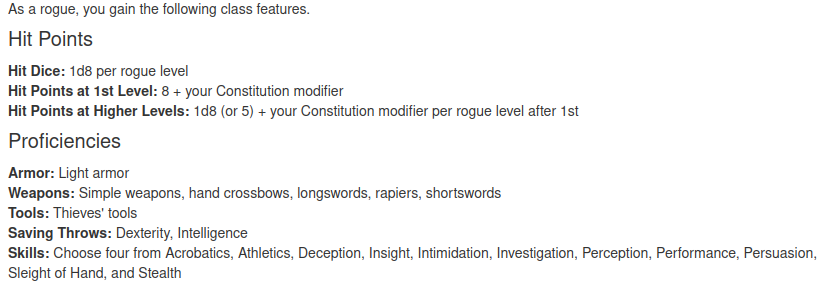 As a rogue, you gain the following class features.
Hit Points
Hit Dice: 1d8 per rogue level
Hit Points at 1st Level: 8 + your Constitution modifier
Hit Points at Higher Levels: 1d8 (or 5) + your Constitution modifier per rogue level after 1st
Proficiencies
Armor: Light armor
Weapons: Simple weapons, hand crossbows, longswords, rapiers, shortswords
Tools: Thieves' tools
Saving Throws: Dexterity, Intelligence
Skills: Choose four from Acrobatics, Athletics, Deception, Insight, Intimidation, Investigation, Perception, Performance, Persuasion,
Sleight of Hand, and Stealth